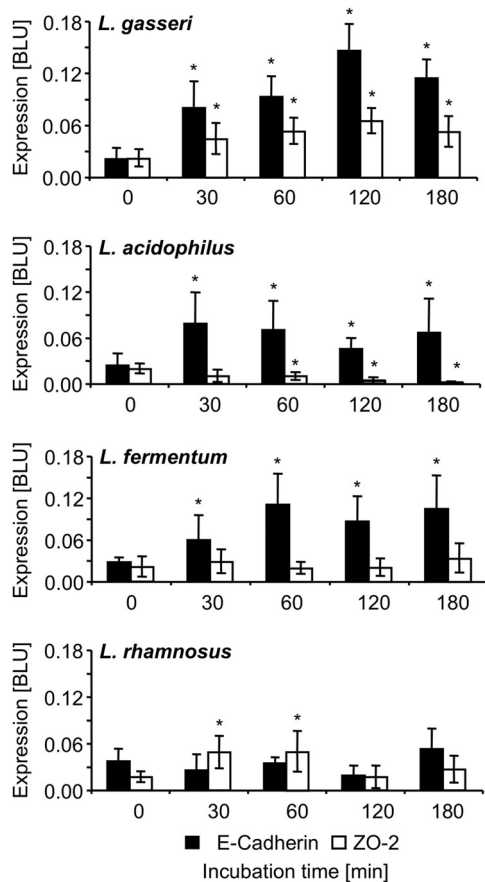 0.18
L. gasseri
* * * * * * * *
0.12
0.06
0.00
Expression [BLU]
0 30 60 120 180
0.18
L. acidophilus
* * * * * * *
0.12
0.06
0.00
Expression [BLU]
0 30 60 120 180
0.18
L. fermentum
* * * *
0.12
0.06
0.00
Expression [BLU]
0 30 60 120 180
0.18
L. rhamnosus
* *
0.12
0.06
0.00
Expression [BLU]
0 30 60 120 180
E-Cadherin ZO-2
Incubation time [min]